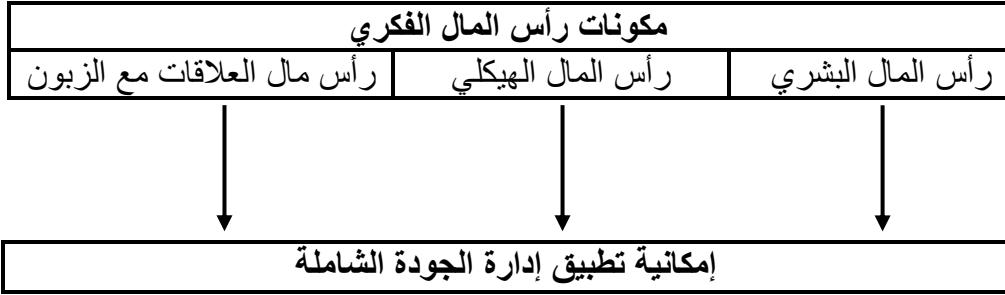 مكونات رأس المال الفكري
رأس المال البشري
رأس المال الهيكلي
رأس مال العلاقات مع الزبون
إمكانية تطبيق إدارة الجودة الشاملة